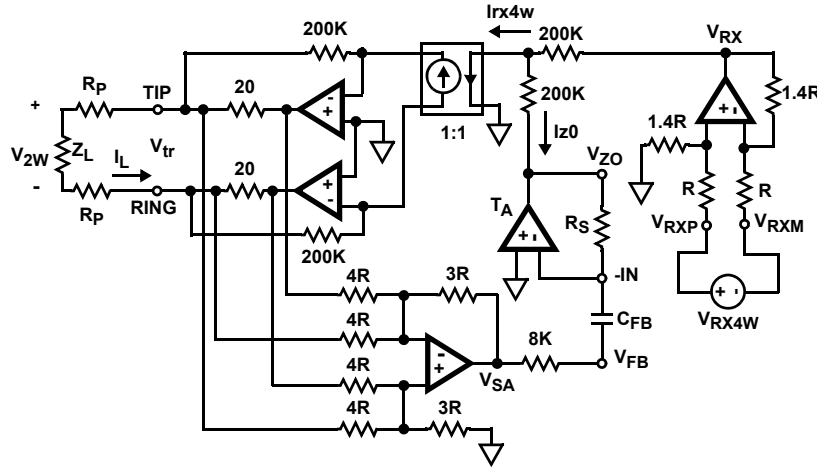 Irx4w
200K
200K
VRX
RP
TIP
20
200K
1.4R
+
1:1
Iz0
1.4R
V2W
ZL
IL
Vtr
20
VZO
-
RP
RING
TA
RS
R
R
200K
VRXP
VRXM
-IN
4R
3R
VRX4W
4R
CFB
4R
8K
VSA
VFB
4R
3R
- +
+ -
+ -
+ -
- +
+ -